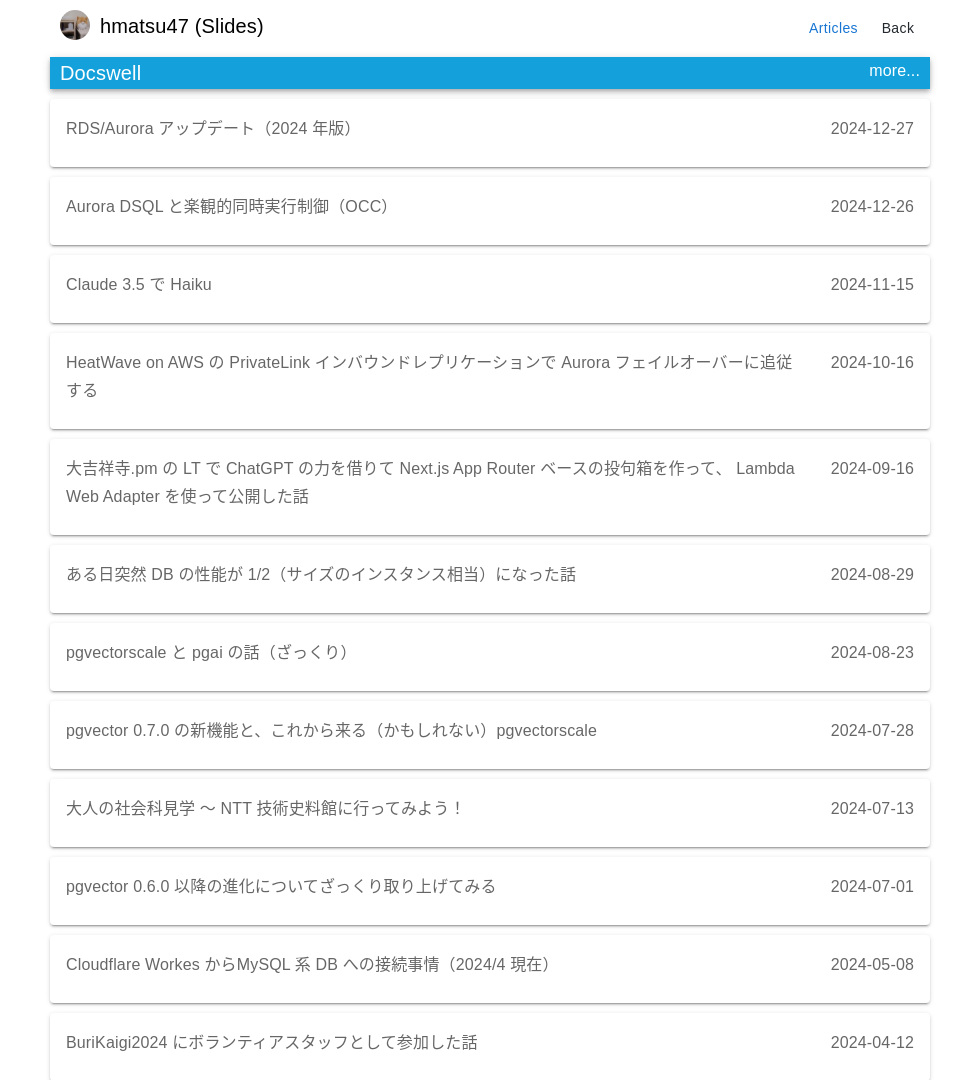 hmatsu47 (Slides)
Articles
Back
Docswell
more...
RDS/Aurora アップデート（2024 年版）
2024-12-27
Aurora DSQL と楽観的同時実行制御（OCC）
2024-12-26
Claude 3.5 で Haiku
2024-11-15
HeatWave on AWS の PrivateLink インバウンドレプリケーションで Aurora フェイルオーバーに追従
する
2024-10-16
大吉祥寺.pm の LT で ChatGPT の力を借りて Next.js App Router ベースの投句箱を作って、 Lambda
Web Adapter を使って公開した話
2024-09-16
ある日突然 DB の性能が 1/2（サイズのインスタンス相当）になった話
2024-08-29
pgvectorscale と pgai の話（ざっくり）
2024-08-23
pgvector 0.7.0 の新機能と、これから来る（かもしれない）pgvectorscale
2024-07-28
大人の社会科見学 〜 NTT 技術史料館に行ってみよう！
2024-07-13
pgvector 0.6.0 以降の進化についてざっくり取り上げてみる
2024-07-01
Cloudflare Workes からMySQL 系 DB への接続事情（2024/4 現在）
2024-05-08
BuriKaigi2024 にボランティアスタッフとして参加した話
2024-04-12